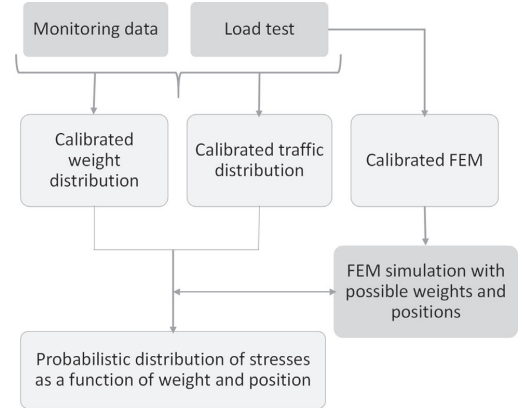 Monitoring data
Load test
Calibrated
weight
distribution
Calibrated traffic
distribution
Calibrated FEM
FEM simulation with
possible weights and
positions
Probabilistic distribution of stresses
as a function of weight and position